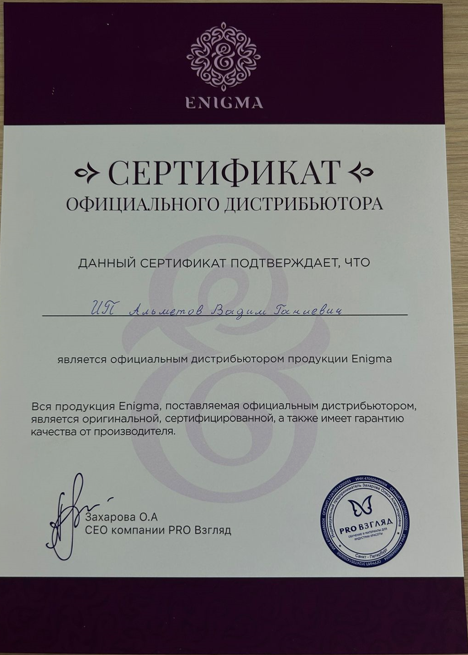 ENIGMA
СЕРТИФИКАТ
ОФИЦИАЛЬНОГО ДИСТРИБЬЮТОРА
ДАННЫЙ СЕРТИФИКАТ ПОДТВЕРЖДАЕТ, ЧТО
ИП Альметов Вадим Ганиевич
является официальным дистрибьютором продукции Enigma
Вся продукция Enigma, поставляемая официальным дистрибьютором,
является оригинальной, сертифицированной, а также имеет гарантию
качества от производителя.
Захарова О.А
CEO компании PRO Взгляд
PRO ВЗГЛЯД
Санкт - Петербург